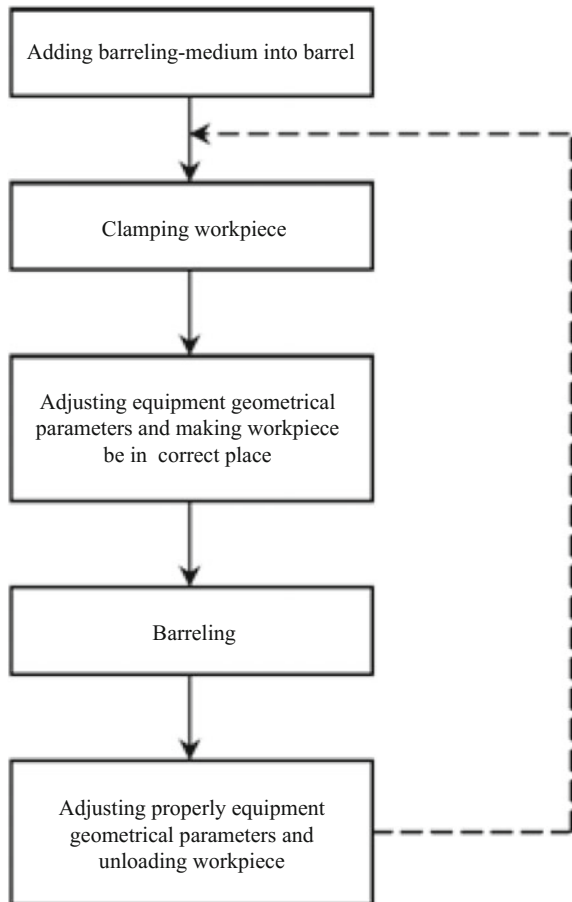 Adding barreling-medium into barrel
Clamping workpiece
Adjusting equipment geometrical
parameters and making workpiece
be in correct place
Barreling
Adjusting properly equipment
geometrical parameters and
unloading workpiece